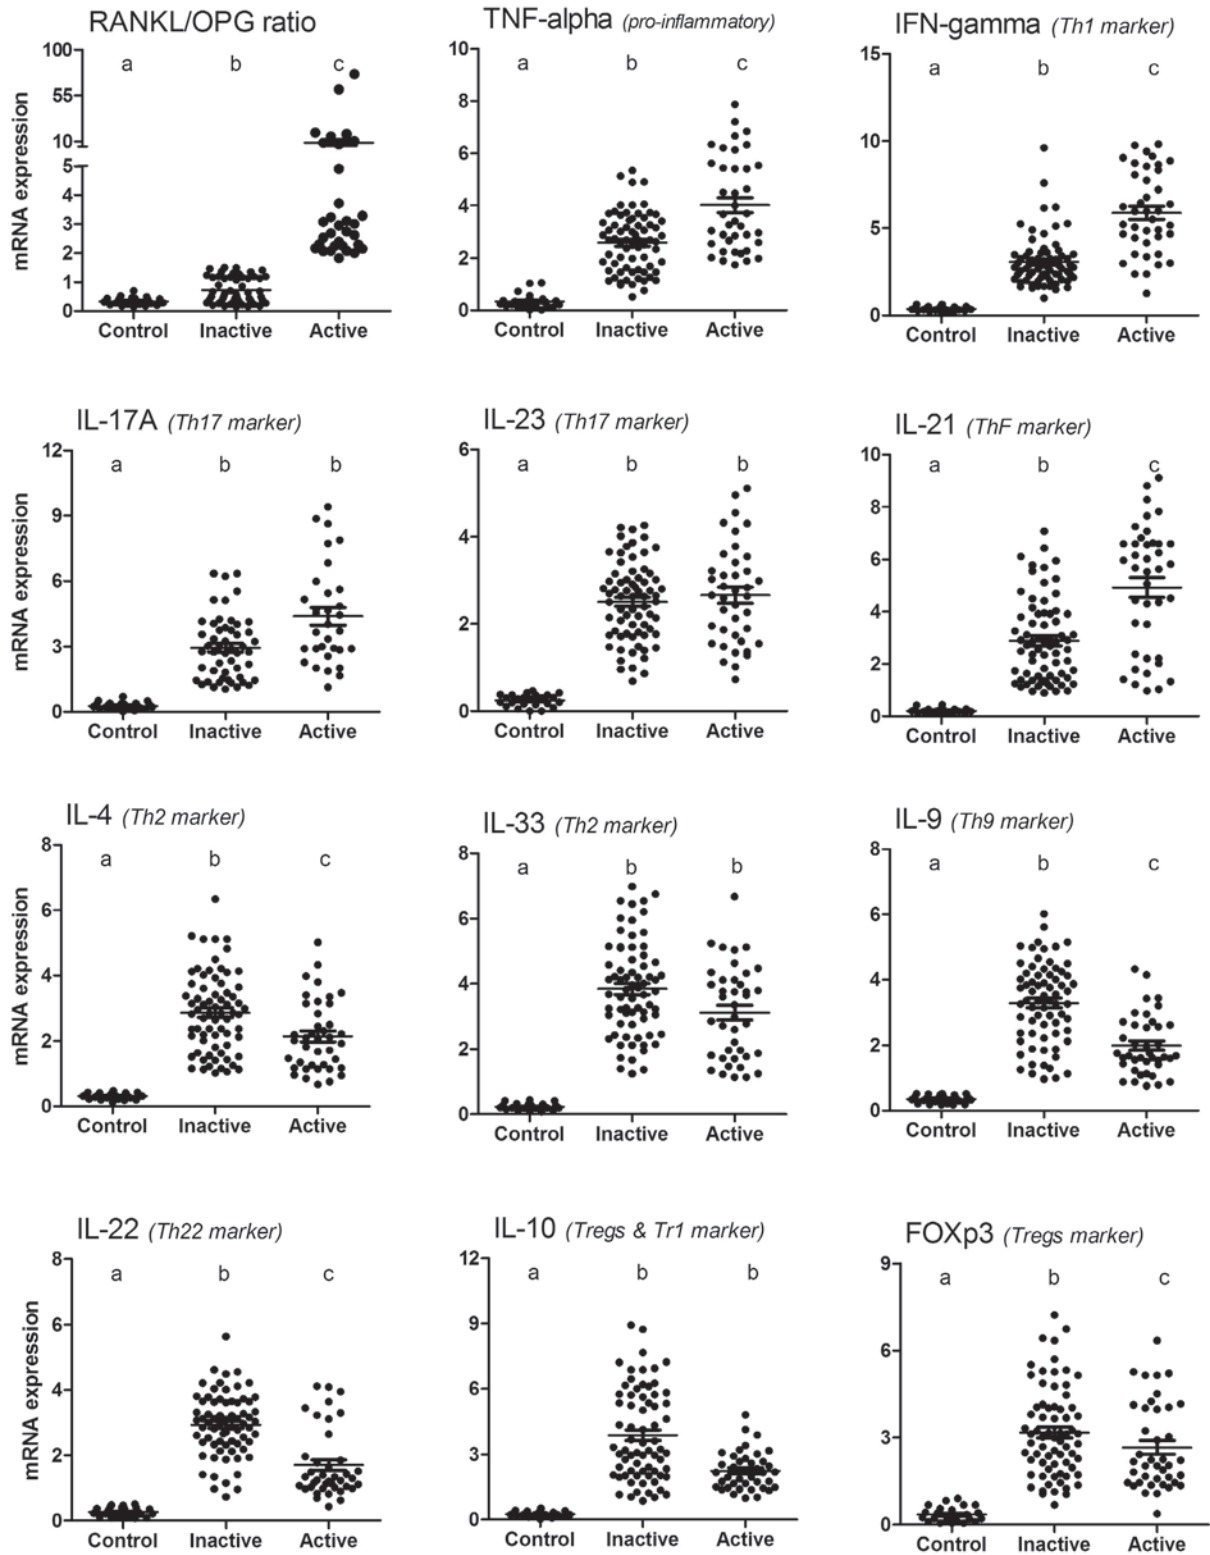 RANKL/OPG ratio
mRNA expression
100
55
10
5
4
3
2
1
0
a b c
Control Inactive Active
TNF-alpha (pro-inflammatory)
10
8
6
4
2
0
a b c
Control Inactive Active
IFN-gamma (Th1 marker)
15
10
5
0
a b c
Control Inactive Active
IL-17A (Th17 marker)
mRNA expression
12
9
6
3
0
a b b
Control Inactive Active
IL-23 (Th17 marker)
6
4
2
0
a b b
Control Inactive Active
IL-21 (ThF marker)
10
8
6
4
2
0
a b c
Control Inactive Active
IL-4 (Th2 marker)
mRNA expression
8
6
4
2
0
a b c
Control Inactive Active
IL-33 (Th2 marker)
8
6
4
2
0
a b b
Control Inactive Active
IL-9 (Th9 marker)
8
6
4
2
0
a b c
Control Inactive Active
IL-22 (Th22 marker)
mRNA expression
8
6
4
2
0
a b c
Control Inactive Active
IL-10 (Tregs & Tr1 marker)
12
9
6
3
0
a b b
Control Inactive Active
FOXp3 (Tregs marker)
9
6
3
0
a b c
Control Inactive Active